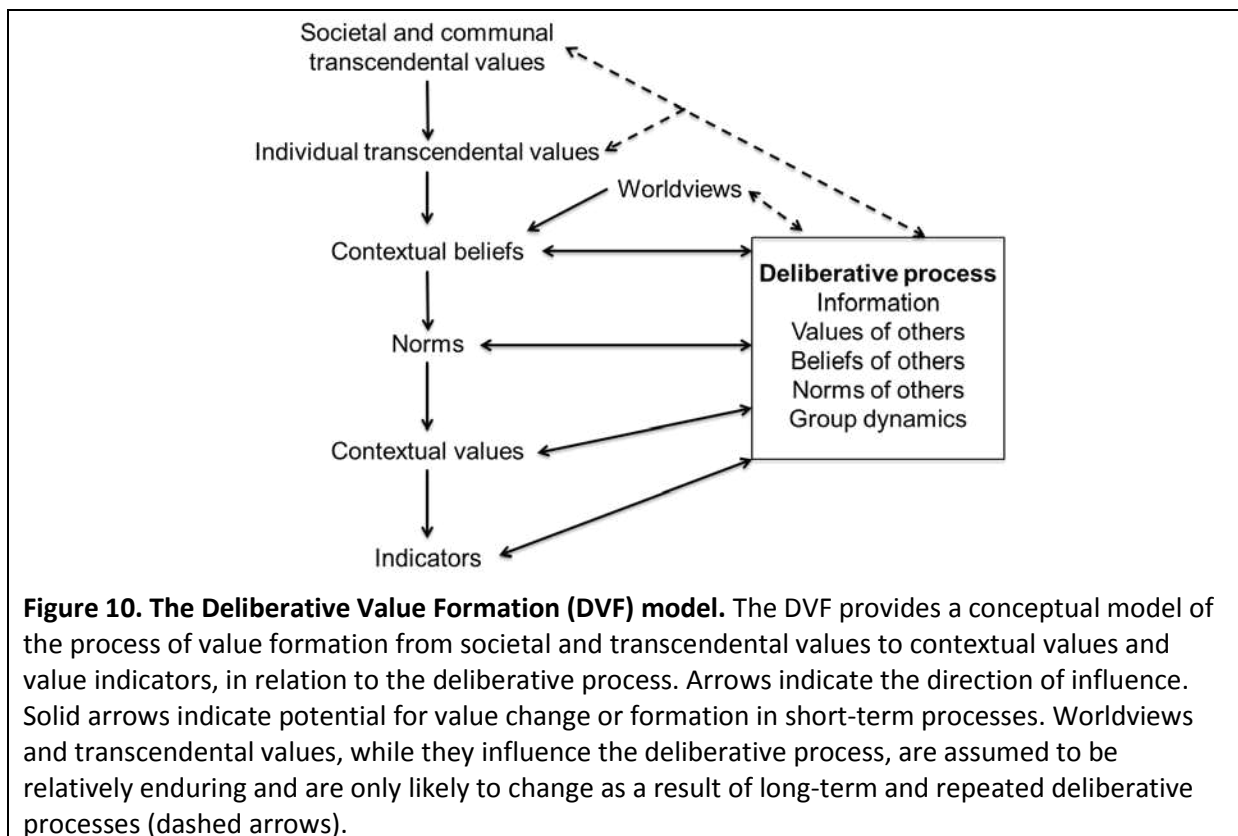 Societal and communal
transcendental values
Individual transcendental values
Worldviews
Contextual beliefs
Norms
Contextual values
Indicators
Deliberative process
Information
Values of others
Beliefs of others
Norms of others
Group dynamics
Figure 10. The Deliberative Value Formation (DVF) model. The DVF provides a conceptual model of
the process of value formation from societal and transcendental values to contextual values and
value indicators, in relation to the deliberative process. Arrows indicate the direction of influence.
Solid arrows indicate potential for value change or formation in short-term processes. Worldviews
and transcendental values, while they influence the deliberative process, are assumed to be
relatively enduring and are only likely to change as a result of long-term and repeated deliberative
processes (dashed arrows).